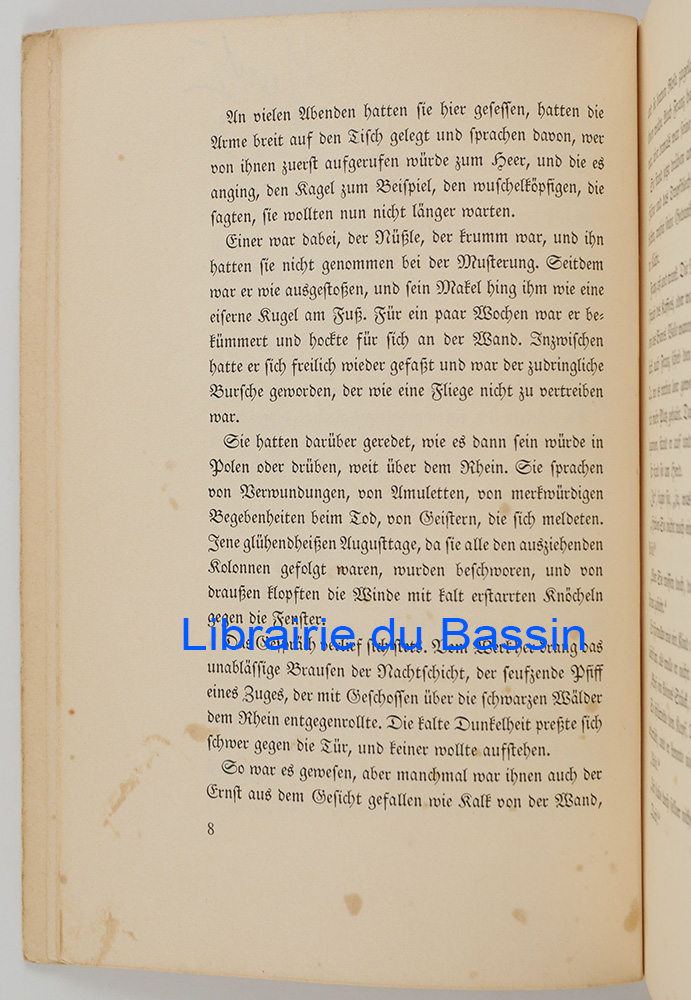 An vielen Abenden hatten sie hier gesessen, hatten die
Arme breit auf den Tisch gelegt und sprachen davon, wer
von ihnen zuerst aufgerufen würde zum Heer, und die es
anging, den Kagel zum Beispiel, den wuschelköpfigen, die
sagten, sie wollten nun nicht länger warten.
Einer war dabei, der Nüßle, der krumm war, und ihn
hatten sie nicht genommen bei der Musterung. Seitdem
war er wie ausgestoßen, und sein Makel hing ihm wie eine
eiserne Kugel am Fuß. Für ein paar Wochen war er be-
kümmert und hockte für sich an der Wand. Inzwischen
hatte er sich freilich wieder gefaßt und war der zudringliche
Bursche geworden, der wie eine Fliege nicht zu vertreiben
war.
Sie hatten darüber geredet, wie es dann sein würde in
Polen oder drüben, weit über dem Rhein. Sie sprachen
von Verwundungen, von Amuletten, von merkwürdigen
Begebenheiten beim Tod, von Geistern, die sich meldeten.
Jene glühendheißen Augusttage, da sie alle den ausziehenden
Kolonnen gefolgt waren, wurden beschworen, und von
draußen klopften die Winde mit kalt erstarrten Knöcheln
gegen die Fenster.
Librairie du Bassin
Das Gespräch verlief sich stets. Vom Werk her drang das
unablässige Brausen der Nachtschicht, der seufzende Pfiff
eines Zuges, der mit Geschossen über die schwarzen Wälder
dem Rhein entgegenrollte. Die kalte Dunkelheit preßte sich
schwer gegen die Tür, und keiner wollte aufstehen.
So war es gewesen, aber manchmal war ihnen auch der
Ernst aus dem Gesicht gefallen wie Kalk von der Wand,
8